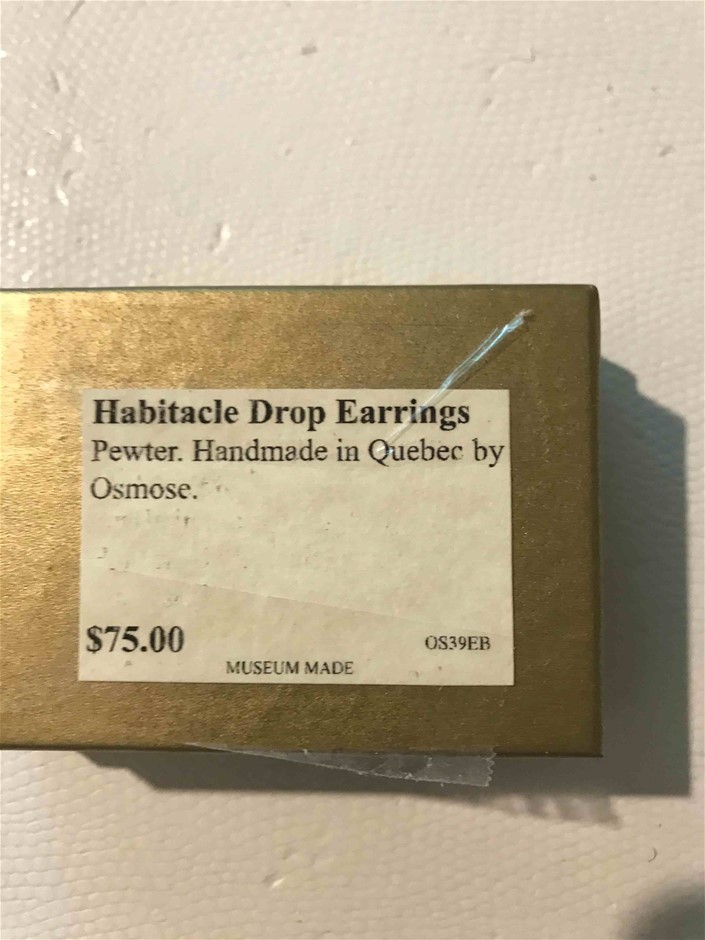 Habitacle Drop Earrings
Pewter. Handmade in Quebec by
Osmose.
$75.00
OS39EB
MUSEUM MADE